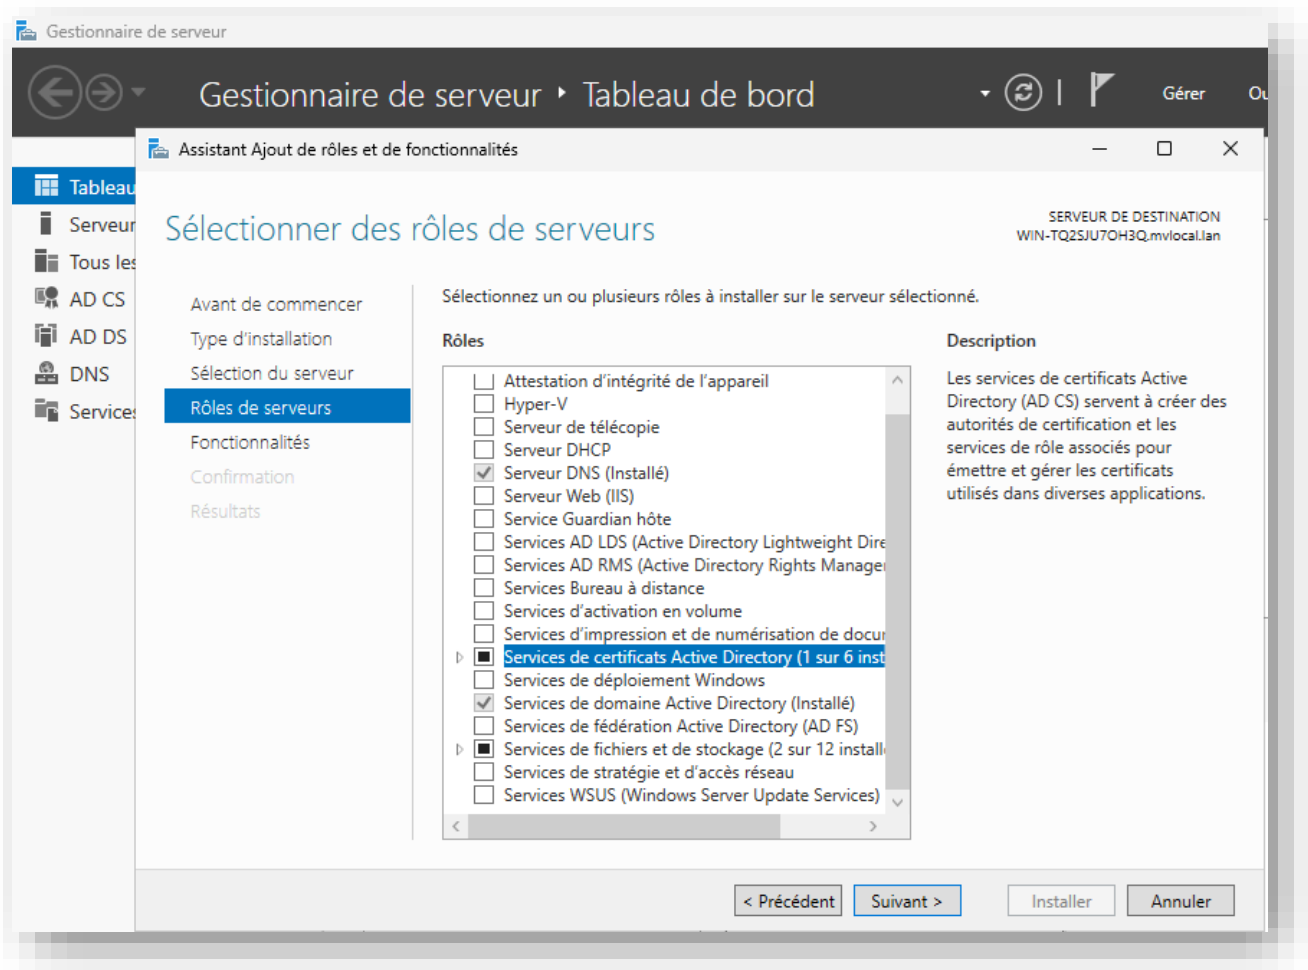 Gestionnaire de serveur
Gestionnaire de serveur ‣ Tableau de bord
Gérer
Tableau
Serveur
Tous les
AD CS
AD DS
DNS
Services
Assistant Ajout de rôles et de fonctionnalités
Sélectionner des rôles de serveurs
SERVEUR DE DESTINATION
WIN-TQ2SJU7OH3Q.mvlocal.lan
Avant de commencer
Type d'installation
Sélection du serveur
Rôles de serveurs
Fonctionnalités
Confirmation
Résultats
Sélectionnez un ou plusieurs rôles à installer sur le serveur sélectionné.
Rôles
Attestation d'intégrité de l'appareil
Hyper-V
Serveur de télécopie
Serveur DHCP
Serveur DNS (Installé)
Serveur Web (IIS)
Service Guardian hôte
Services AD LDS (Active Directory Lightweight Dire
Services AD RMS (Active Directory Rights Manage
Services Bureau à distance
Services d'activation en volume
Services d'impression et de numérisation de docu
Services de certificats Active Directory (1 sur 6 inst
Services de déploiement Windows
Services de domaine Active Directory (Installé)
Services de fédération Active Directory (AD FS)
Services de fichiers et de stockage (2 sur 12 install
Services de stratégie et d'accès réseau
Services WSUS (Windows Server Update Services)
Description
Les services de certificats Active
Directory (AD CS) servent à créer des
autorités de certification et les
services de rôle associés pour
émettre et gérer les certificats
utilisés dans diverses applications.
< Précédent
Suivant >
Installer
Annuler